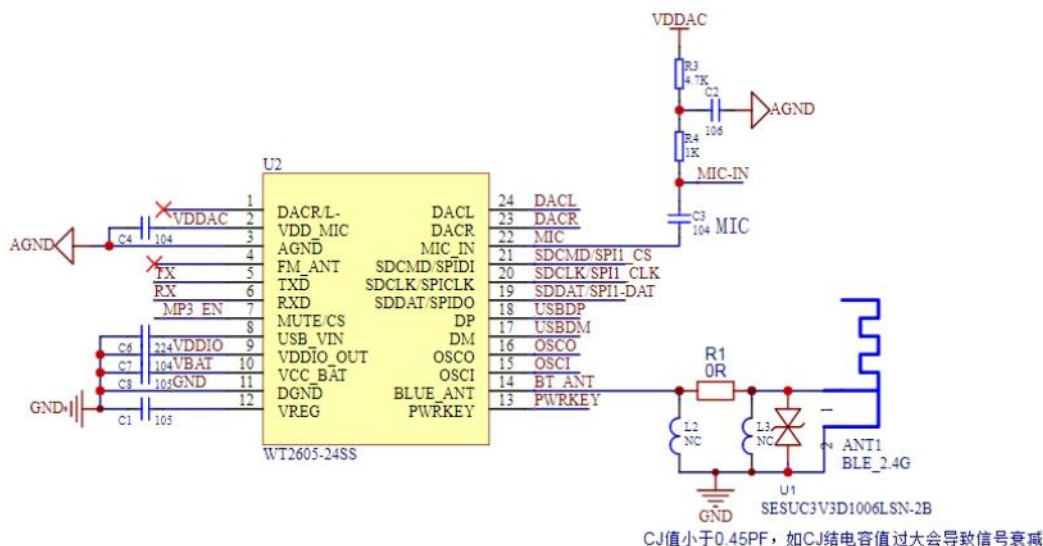 VDDAC
R3
4.7K
C2
106
AGND
R4
1K
MIC-IN
C3
104
MIC
U2
WT2605-24SS
1 DACR/L-
VDDAC 2 VDD_MIC
C4 104
AGND 3 AGND
4 FM_ANT
TX 5 TXD
RX 6 RXD
MP3_EN 7 MUTE/CS
8 USB_VIN
C6 224
VDDIO 9 VDDIO_OUT
C7 104
VBAT 10 VCC_BAT
C8 105
GND 11 DGND
GND
12 VREG
C1 105
DACL 24 DACL
DACR 23 DACR
MIC_IN 22 MIC
SDCMD/SPIDI 21 SDCMD/SPI1_CS
SDCLK/SPICLK 20 SDCLK/SPI1_CLK
SDDAT/SPIDO 19 SDDAT/SPI1-DAT
DP 18 USBDP
DM 17 USBDM
OSCO 16 OSCO
OSCI 15 OSCI
BLUE_ANT 14 BT_ANT
PWRKEY 13 PWRKEY
R1
0R
L2
NC
L3
NC
1
2
ANT1
BLE_2.4G
U1
SESUC3V3D1006LSN-2B
GND
CJ值小于0.45PF，如CJ结电容值过大会导致信号衰减